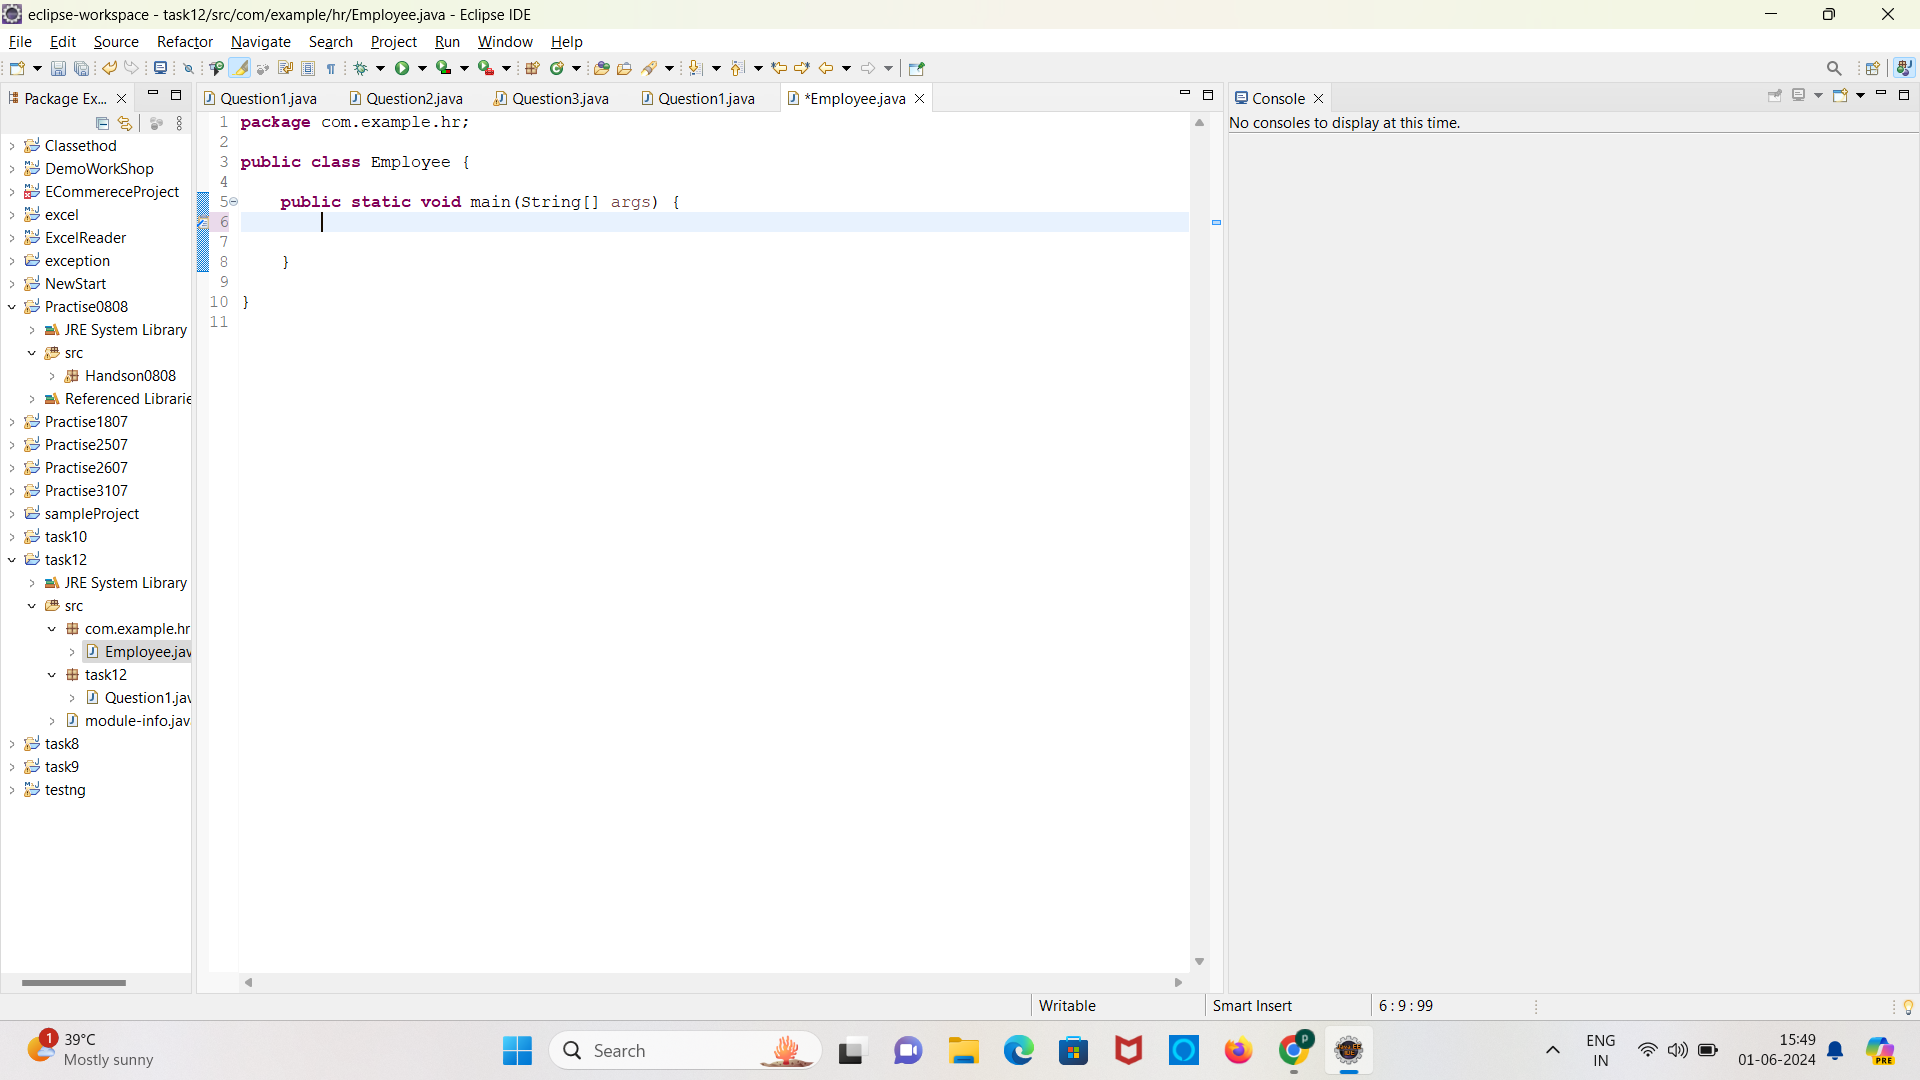 eclipse-workspace - task12/src/com/example/hr/Employee.java - Eclipse IDE
File Edit Source Refactor Navigate Search Project Run Window Help
Package Ex...
Question1.java Question2.java Question3.java Question1.java *Employee.java
Console
No consoles to display at this time.
Classethod
DemoWorkShop
ECommereceProject
excel
ExcelReader
exception
NewStart
Practise0808
JRE System Library
src
Handson0808
Referenced Librarie
Practise1807
Practise2507
Practise2607
Practise3107
sampleProject
task10
task12
JRE System Library
src
com.example.hr
Employee.jav
task12
Question1.jav
module-info.jav
task8
task9
testng
1 package com.example.hr;
2
3 public class Employee {
4
5 public static void main(String[] args) {
6
7
8 }
9
10 }
11
Writable Smart Insert 6 : 9 : 99
1
39°C
Mostly sunny
Search
P
ENG
IN
15:49
01-06-2024
PRE